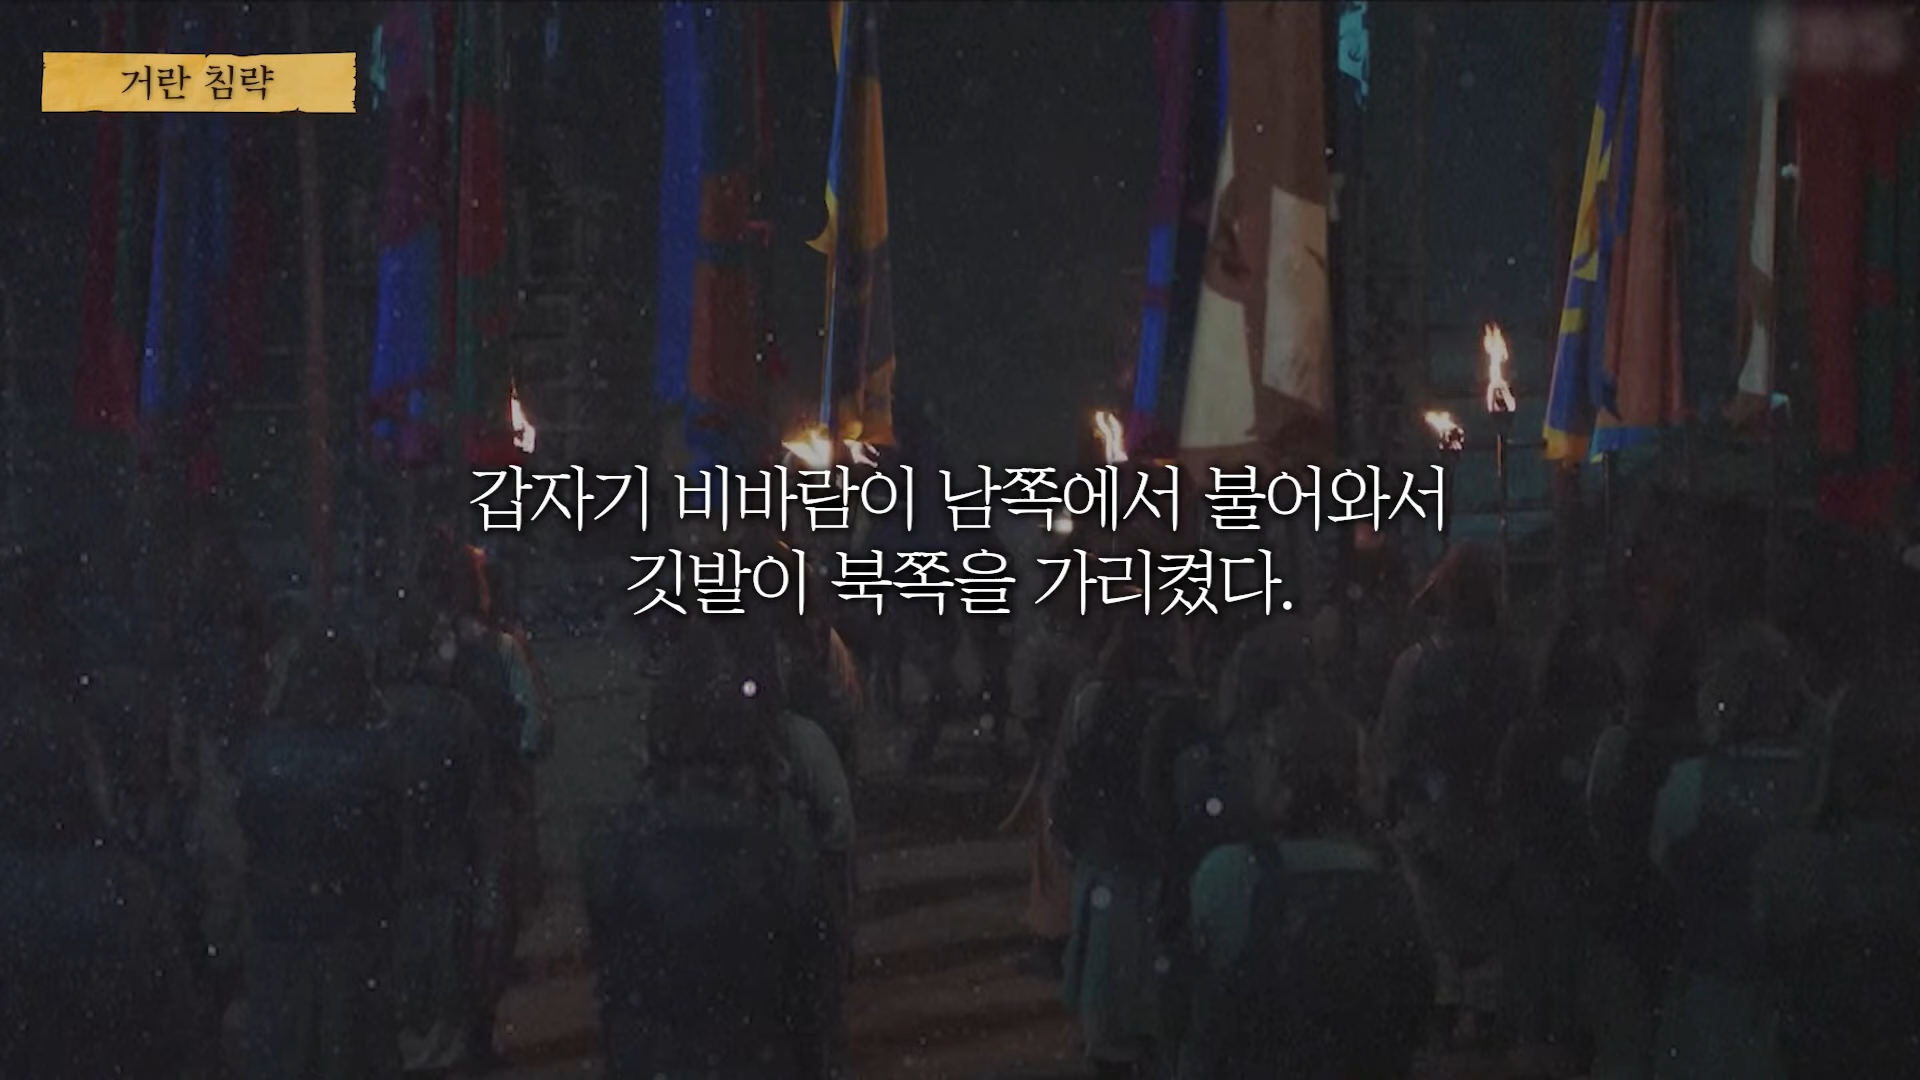 거란 침략
갑자기 비바람이 남쪽에서 불어와서
깃발이 북쪽을 가리켰다.